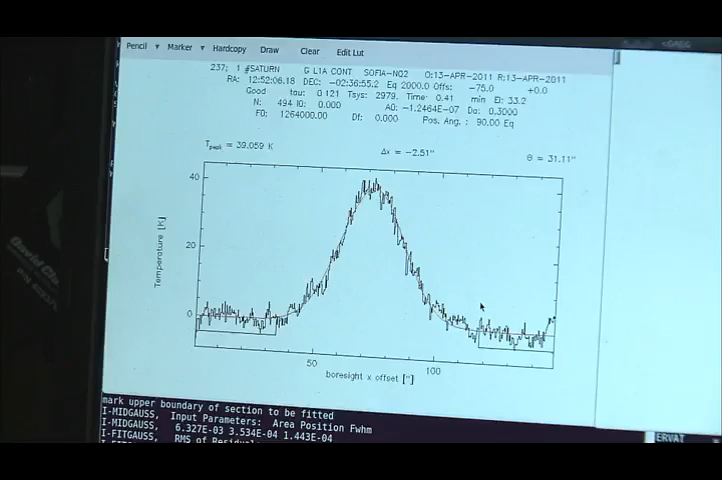 Pencil ▼ Marker ▼ Hardcopy Draw Clear Edit Lut
237; 1 #SATURN G L1A CONT SOFIA-NO2 O:13-APR-2011 R:13-APR-2011
RA: 12:52:06.18 DEC: -02:36:55.2 Eq 2000.0 Offs: -75.0 +0.0
Good tau: 0.121 Tsys: 2979. Time: 0.41 min El: 33.2
N: 494 I0: 0.000 A0: -1.2464E-07 Da: 0.3000
F0: 1264000.00 Df: 0.000 Pos. Ang.: 90.00 Eq
Tpeak = 39.059 K Δx = -2.51" θ = 31.11"
40
20
0
Temperature [K]
50 100
boresight x offset ["]
mark upper boundary of section to be fitted
I-MIDGAUSS, Input Parameters: Area Position Fwhm
I-MIDGAUSS, 6.327E-03 3.534E-04 1.443E-04
I-FITGAUSS, RMS of
ERVAT